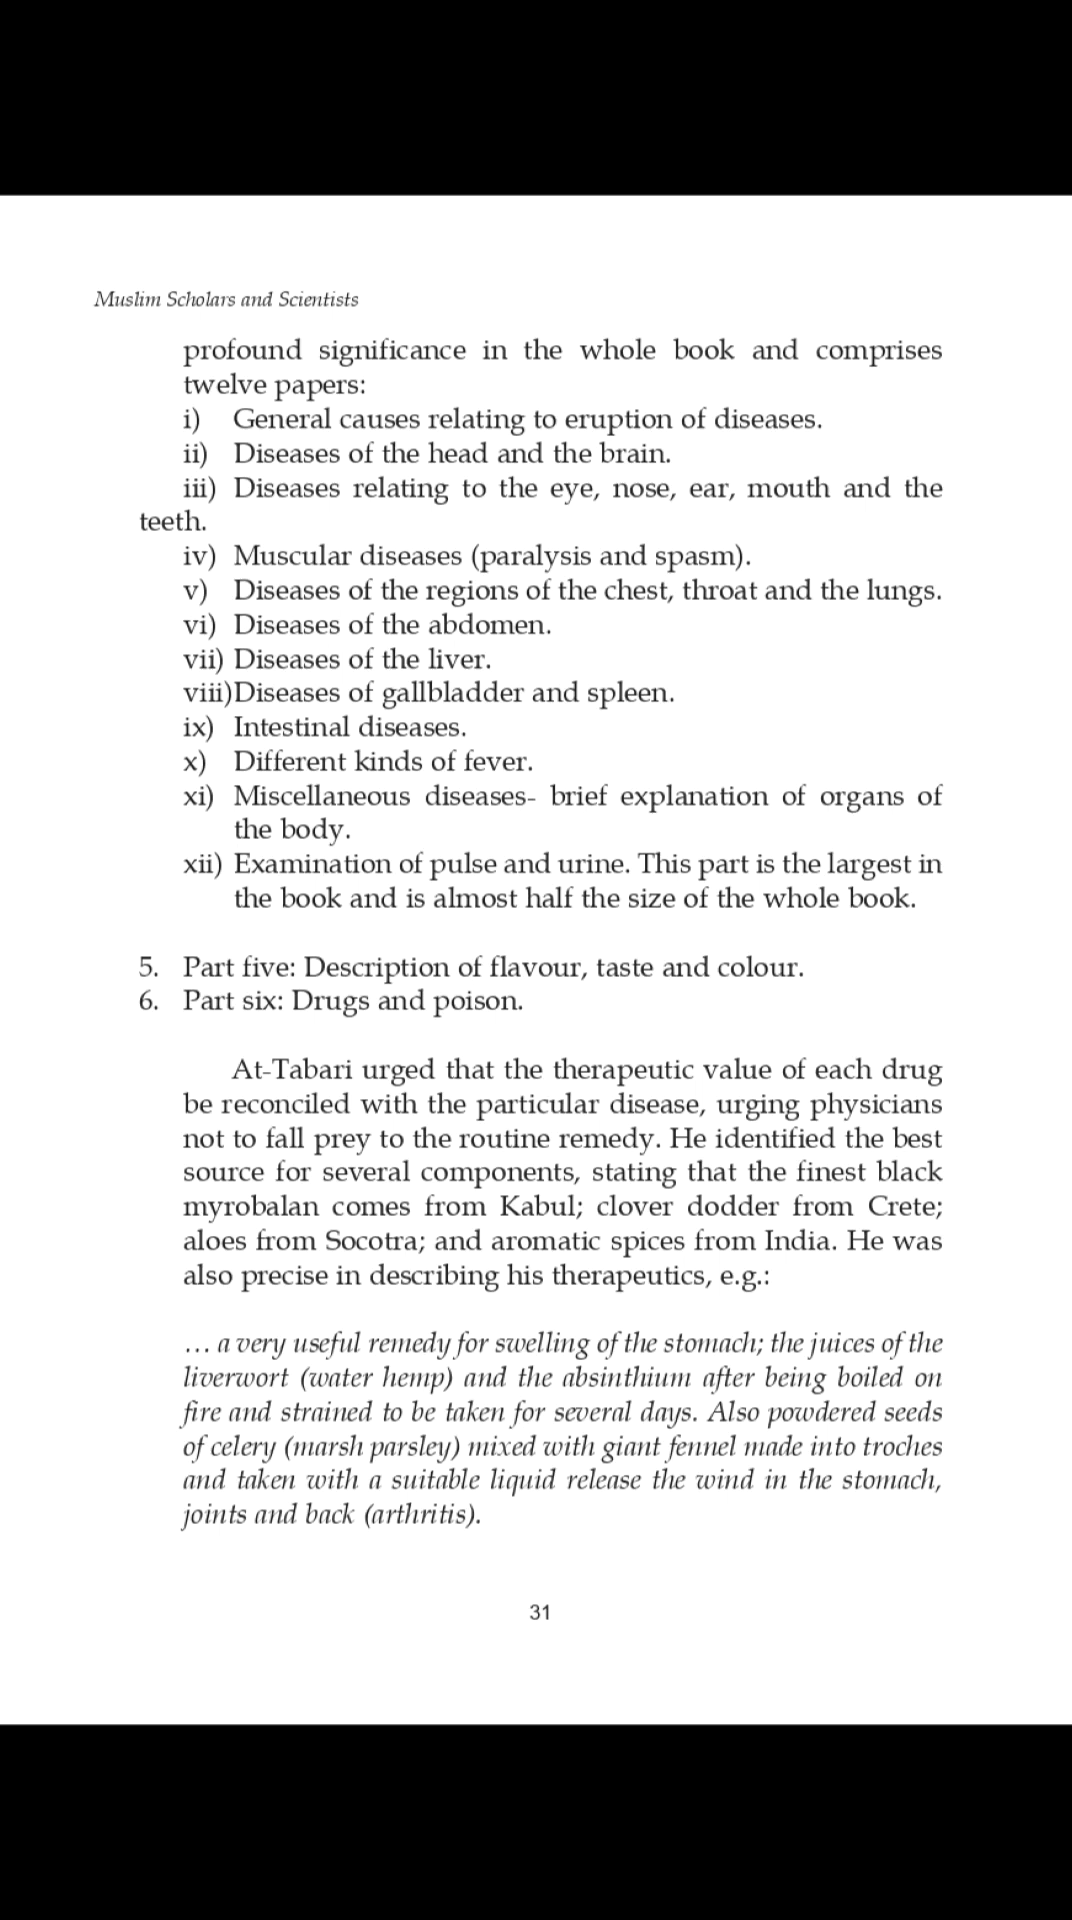 Muslim Scholars and Scientists
profound significance in the whole book and comprises
twelve papers:
i) General causes relating to eruption of diseases.
ii) Diseases of the head and the brain.
iii) Diseases relating to the eye, nose, ear, mouth and the
teeth.
iv) Muscular diseases (paralysis and spasm).
v) Diseases of the regions of the chest, throat and the lungs.
vi) Diseases of the abdomen.
vii) Diseases of the liver.
viii)Diseases of gallbladder and spleen.
ix) Intestinal diseases.
x) Different kinds of fever.
xi) Miscellaneous diseases- brief explanation of organs of
the body.
xii) Examination of pulse and urine. This part is the largest in
the book and is almost half the size of the whole book.
5. Part five: Description of flavour, taste and colour.
6. Part six: Drugs and poison.
At-Tabari urged that the therapeutic value of each drug
be reconciled with the particular disease, urging physicians
not to fall prey to the routine remedy. He identified the best
source for several components, stating that the finest black
myrobalan comes from Kabul; clover dodder from Crete;
aloes from Socotra; and aromatic spices from India. He was
also precise in describing his therapeutics, e.g.:
... a very useful remedy for swelling of the stomach; the juices of the
liverwort (water hemp) and the absinthium after being boiled on
fire and strained to be taken for several days. Also powdered seeds
of celery (marsh parsley) mixed with giant fennel made into troches
and taken with a suitable liquid release the wind in the stomach,
joints and back (arthritis).
31